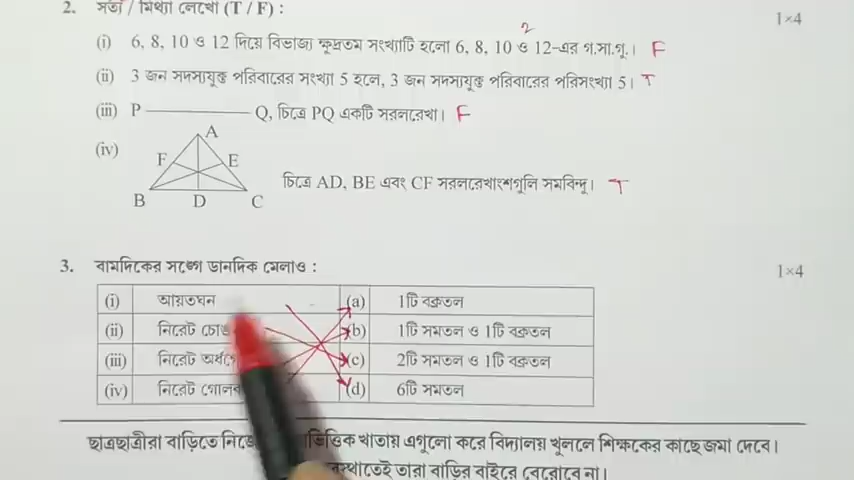 2. সত্য / মিথ্যা লেখো (T / F) : 1×4
2
(i) 6, 8, 10 ও 12 দিয়ে বিভাজ্য ক্ষুদ্রতম সংখ্যাটি হলো 6, 8, 10 ও 12-এর গ.সা.গু.। F
(ii) 3 জন সদস্যযুক্ত পরিবারের সংখ্যা 5 হলে, 3 জন সদস্যযুক্ত পরিবারের পরিসংখ্যা 5। T
(iii) P Q, চিত্রে PQ একটি সরলরেখা। F
(iv) A
F E
চিত্রে AD, BE এবং CF সরলরেখাংশগুলি সমবিন্দু। T
B D C
3. বামদিকের সঙ্গে ডানদিক মেলাও : 1×4
(i) আয়তঘন (a) 1টি বক্রতল
(ii) নিরেট (b) 1টি সমতল ও 1টি বক্রতল
(iii) নিরেট (c) 2টি সমতল ও 1টি বক্রতল
(iv) নিরেট (d) 6টি সমতল
ছাত্রছাত্রীরা বাড়িতে খাতায় এগুলো করে বিদ্যালয় খুললে শিক্ষকের কাছে জমা দেবে।
তারা বাড়ির বাইরে বেরোবে না।